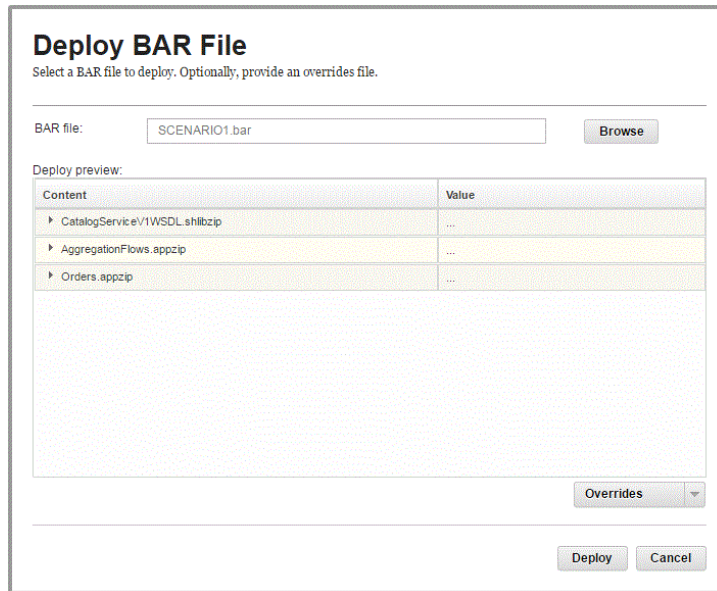 Deploy BAR File
Select a BAR file to deploy. Optionally, provide an overrides file.
BAR file: SCENARIO1.bar Browse
Deploy preview:
Content Value
CatalogServiceV1WSDL.shlibzip ...
AggregationFlows.appzip ...
Orders.appzip ...
Overrides
Deploy Cancel